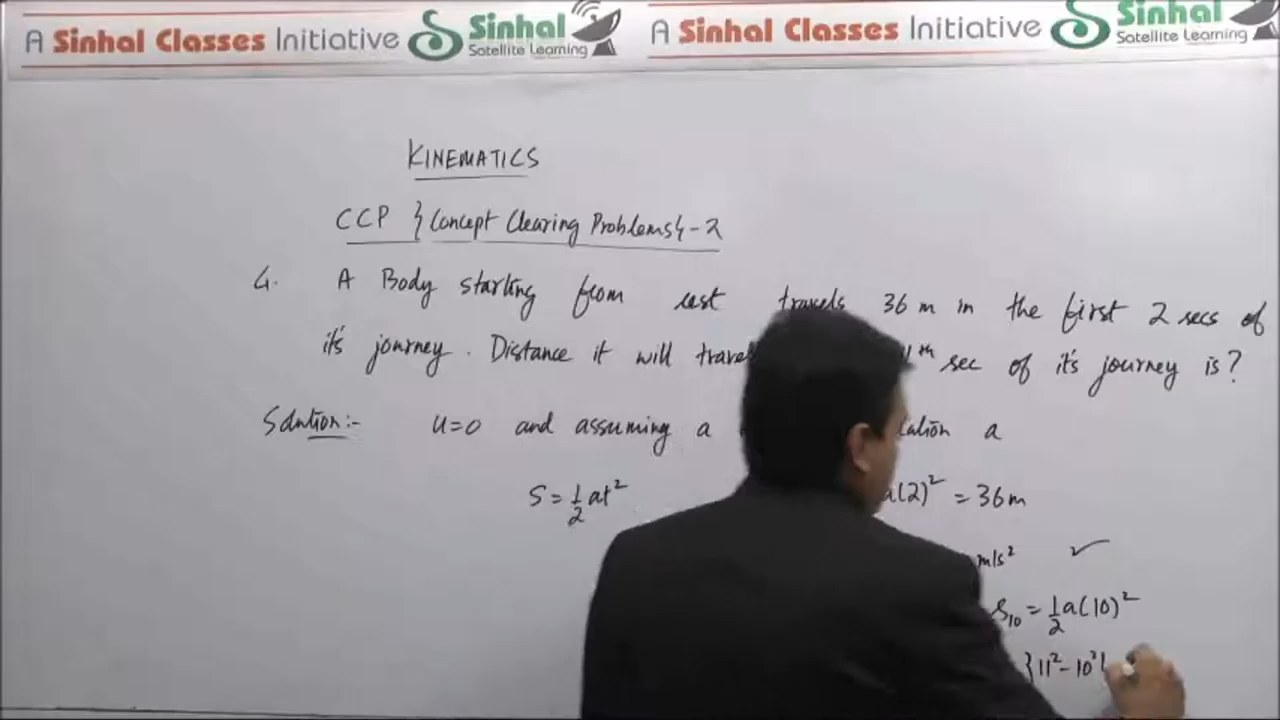 A Sinhal Classes Initiative Sinhal Satellite Learning A Sinhal Classes Initiative Sinhal Satellite Learning
KINEMATICS
CCP } Concept Clearing Problems} -2
4. A Body starting from rest travels 36 m in the first 2 secs of
it's journey. Distance it will travel 11th sec of it's journey is?
Solution:- u=0 and assuming a a
S = 1/2 at² (2)² = 36m
m/s² ✓
S₁₀ = 1/2 a(10)²
{11² - 10²}